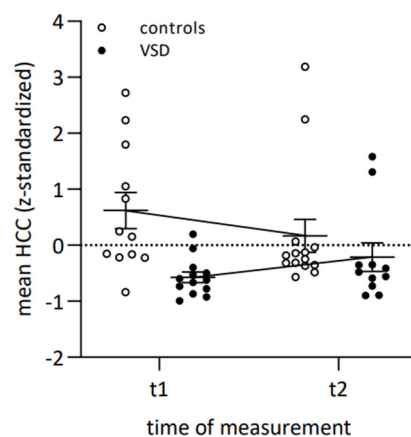 controls
VSD
mean HCC (z-standardized)
4
3
2
1
0
-1
-2
t1
t2
time of measurement